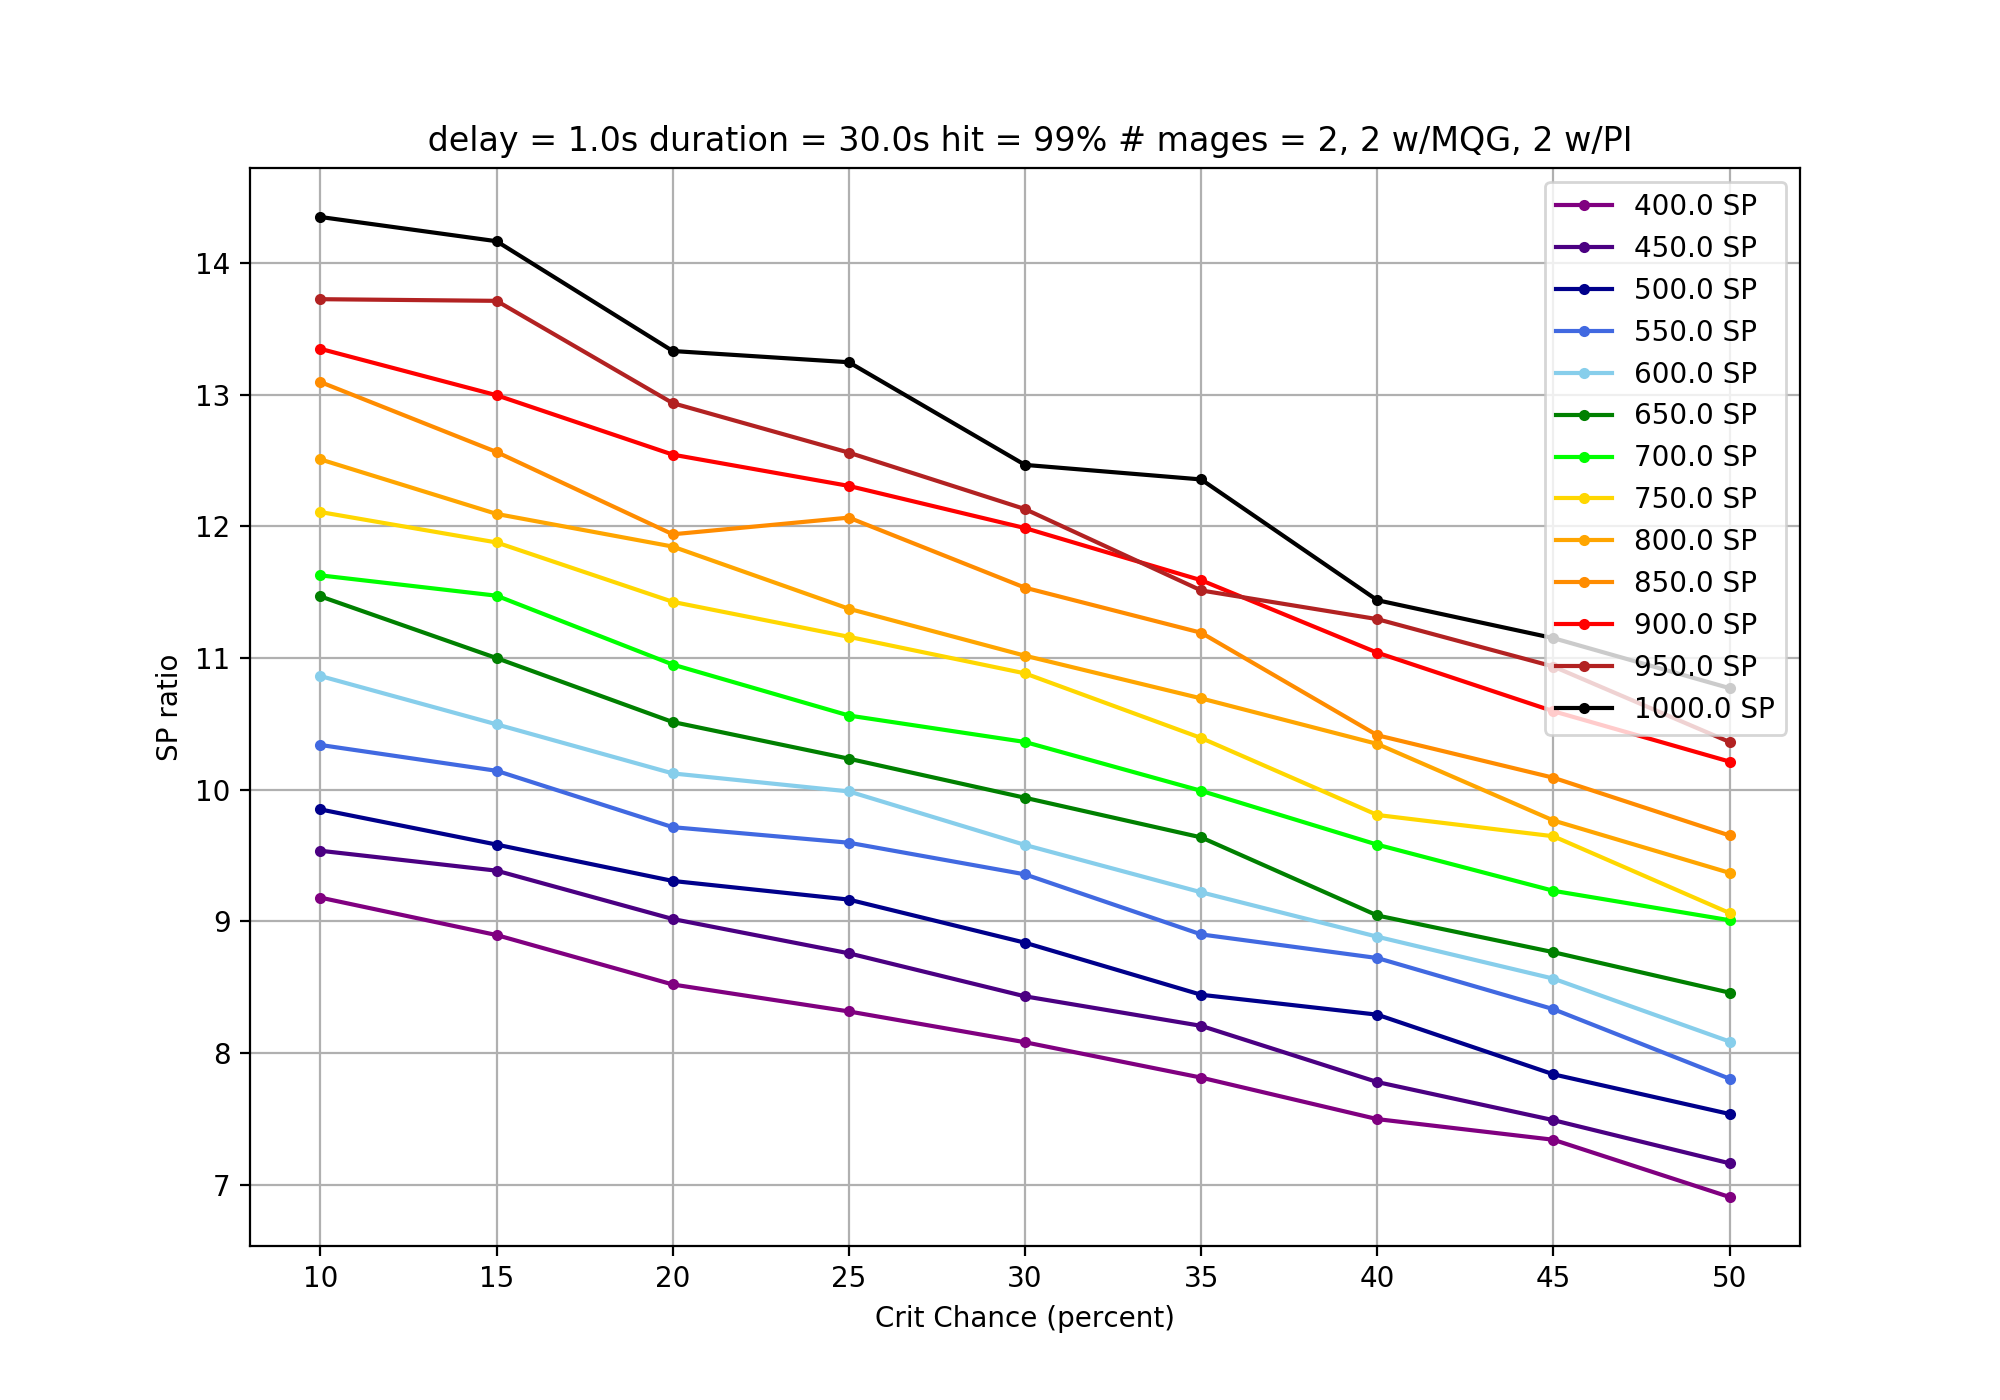 delay = 1.0s duration = 30.0s hit = 99% # mages = 2, 2 w/MQG, 2 w/PI
400.0 SP
450.0 SP
500.0 SP
550.0 SP
600.0 SP
650.0 SP
700.0 SP
750.0 SP
800.0 SP
850.0 SP
900.0 SP
950.0 SP
1000.0 SP
14
13
12
11
10
9
8
7
SP ratio
10 15 20 25 30 35 40 45 50
Crit Chance (percent)